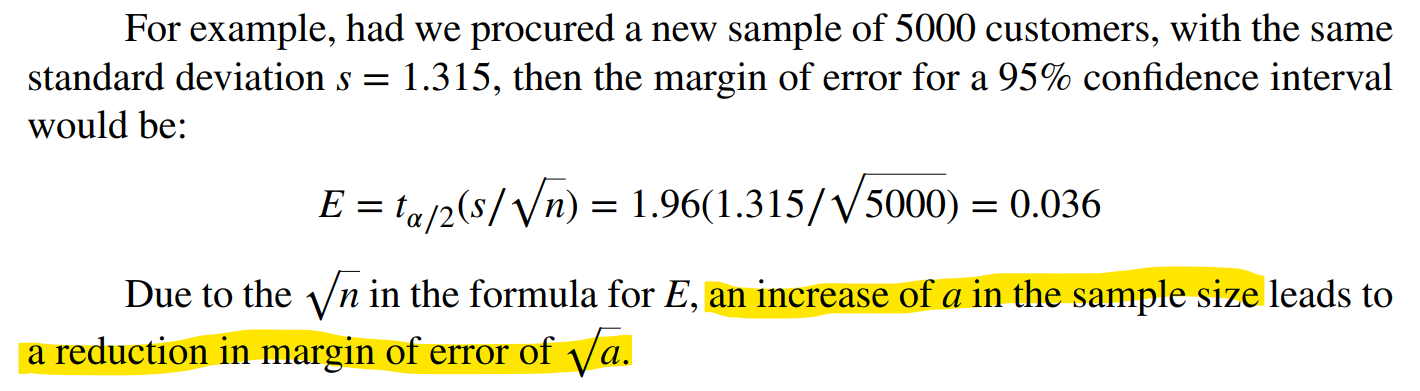 For example, had we procured a new sample of 5000 customers, with the same
standard deviation s = 1.315, then the margin of error for a 95% confidence interval
would be:
E = t_{α/2}(s/√n) = 1.96(1.315/√5000) = 0.036
Due to the √n in the formula for E, an increase of a in the sample size leads to
a reduction in margin of error of √a.